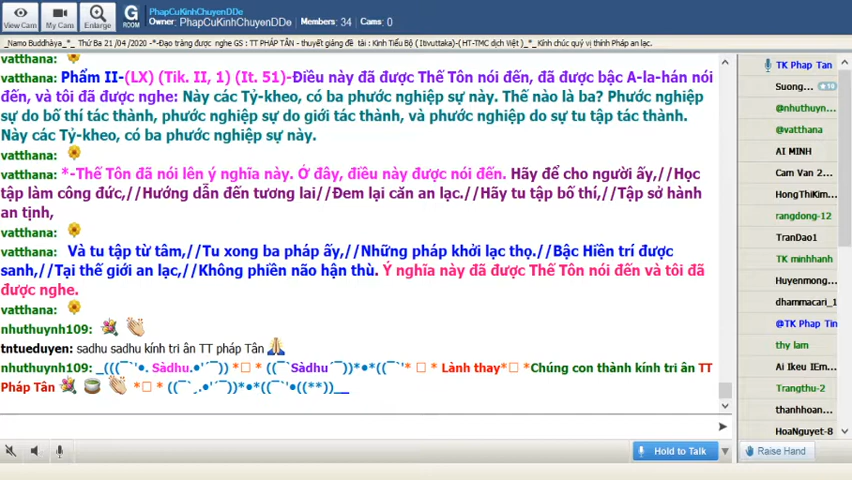 View Cam
My Cam
Enlarge
G
ROOM
PhapCuKinhChuyenDDe
Owner: PhapCuKinhChuyenDDe Members: 34 Cams: 0
_Namo Buddhàya_*_ Thứ Ba 21 /04 /2020 -*-Đạo tràng được nghe GS : TT PHÁP TÂN - thuyết giảng đề tài : Kinh Tiểu Bộ ( Itivuttaka)-( HT-TMC dịch Việt )_*_ Kính chúc quý vị thính Pháp an lạc.
vatthana:
vatthana: Phẩm II-(LX) (Tik. II, 1) (It. 51)-Điều này đã được Thế Tôn nói đến, đã được bậc A-la-hán nói
đến, và tôi đã được nghe: Này các Tỷ-kheo, có ba phước nghiệp sự này. Thế nào là ba? Phước nghiệp
sự do bố thí tác thành, phước nghiệp sự do giới tác thành, và phước nghiệp do sự tu tập tác thành.
Này các Tỷ-kheo, có ba phước nghiệp sự này.
vatthana:
vatthana: *-Thế Tôn đã nói lên ý nghĩa này. Ở đây, điều này được nói đến. Hãy để cho người ấy,//Học
tập làm công đức,//Hướng dẫn đến tương lai//Đem lại căn an lạc.//Hãy tu tập bố thí,//Tập sở hành
an tịnh,
vatthana:
vatthana: Và tu tập từ tâm,//Tu xong ba pháp ấy,//Những pháp khởi lạc thọ.//Bậc Hiền trí được
sanh,//Tại thế giới an lạc,//Không phiền não hận thù. Ý nghĩa này đã được Thế Tôn nói đến và tôi đã
được nghe.
vatthana:
nhuthuynh109:
tntueduyen: sadhu sadhu kính tri ân TT pháp Tân
nhuthuynh109: _(((¯`'•. Sàdhu.•'´¯)) *□ * ((¯`Sàdhu´¯))*•*((¯`'*□ * Lành thay*□ *Chúng con thành kính tri ân TT
Pháp Tân *□ * ((¯`¸.•'´¯))*•*((¯`'•((**))__
Hold to Talk
TK Phap Tan
Suong... 10
@nhuthuyn...
@vatthana
AI MINH
Cam Van 2...
HongThiKim...
rangdong-12
TranDao1
TK minhhanh
Huyenmong...
dhammacari_1
@TK Phap Tin
thy lam
Ai Ikeu IEm...
Trangthu-2
thanhhoan...
HoaNguyet-8
Raise Hand